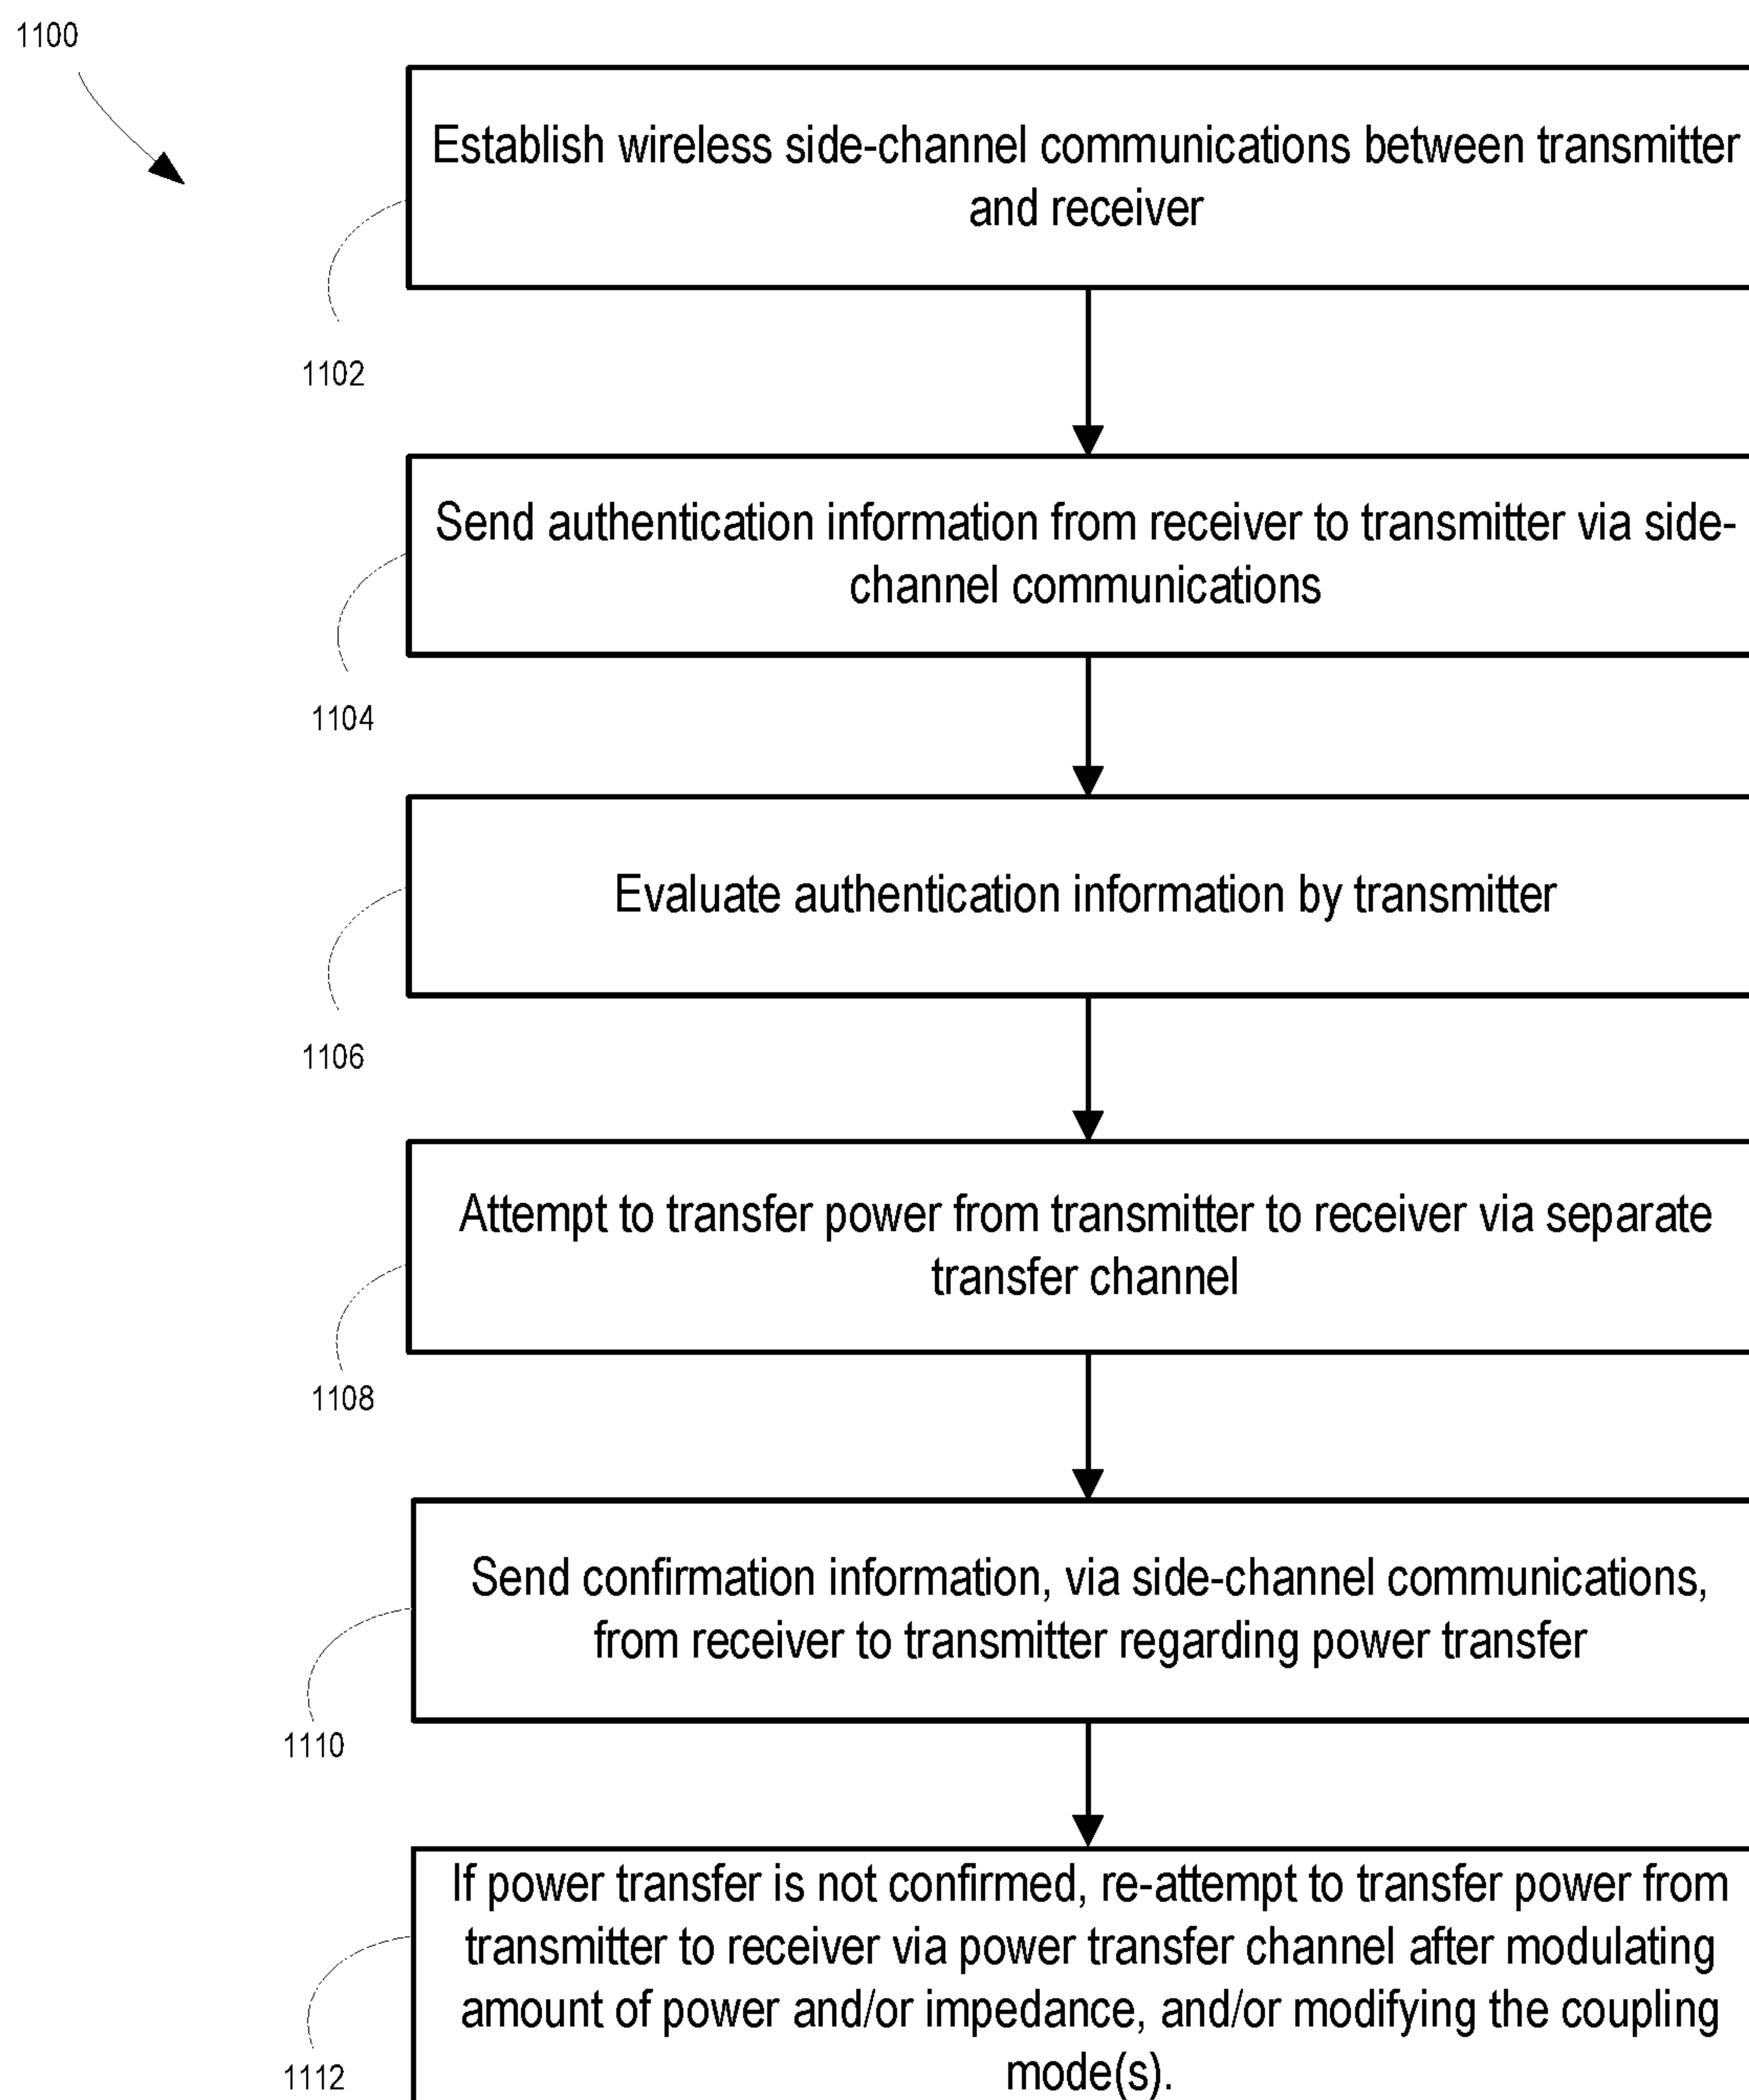 1100
Establish wireless side-channel communications between transmitter
and receiver
1102
Send authentication information from receiver to transmitter via side-
channel communications
1104
Evaluate authentication information by transmitter
1106
Attempt to transfer power from transmitter to receiver via separate
transfer channel
1108
Send confirmation information, via side-channel communications,
from receiver to transmitter regarding power transfer
1110
If power transfer is not confirmed, re-attempt to transfer power from
transmitter to receiver via power transfer channel after modulating
amount of power and/or impedance, and/or modifying the coupling
mode(s).
1112